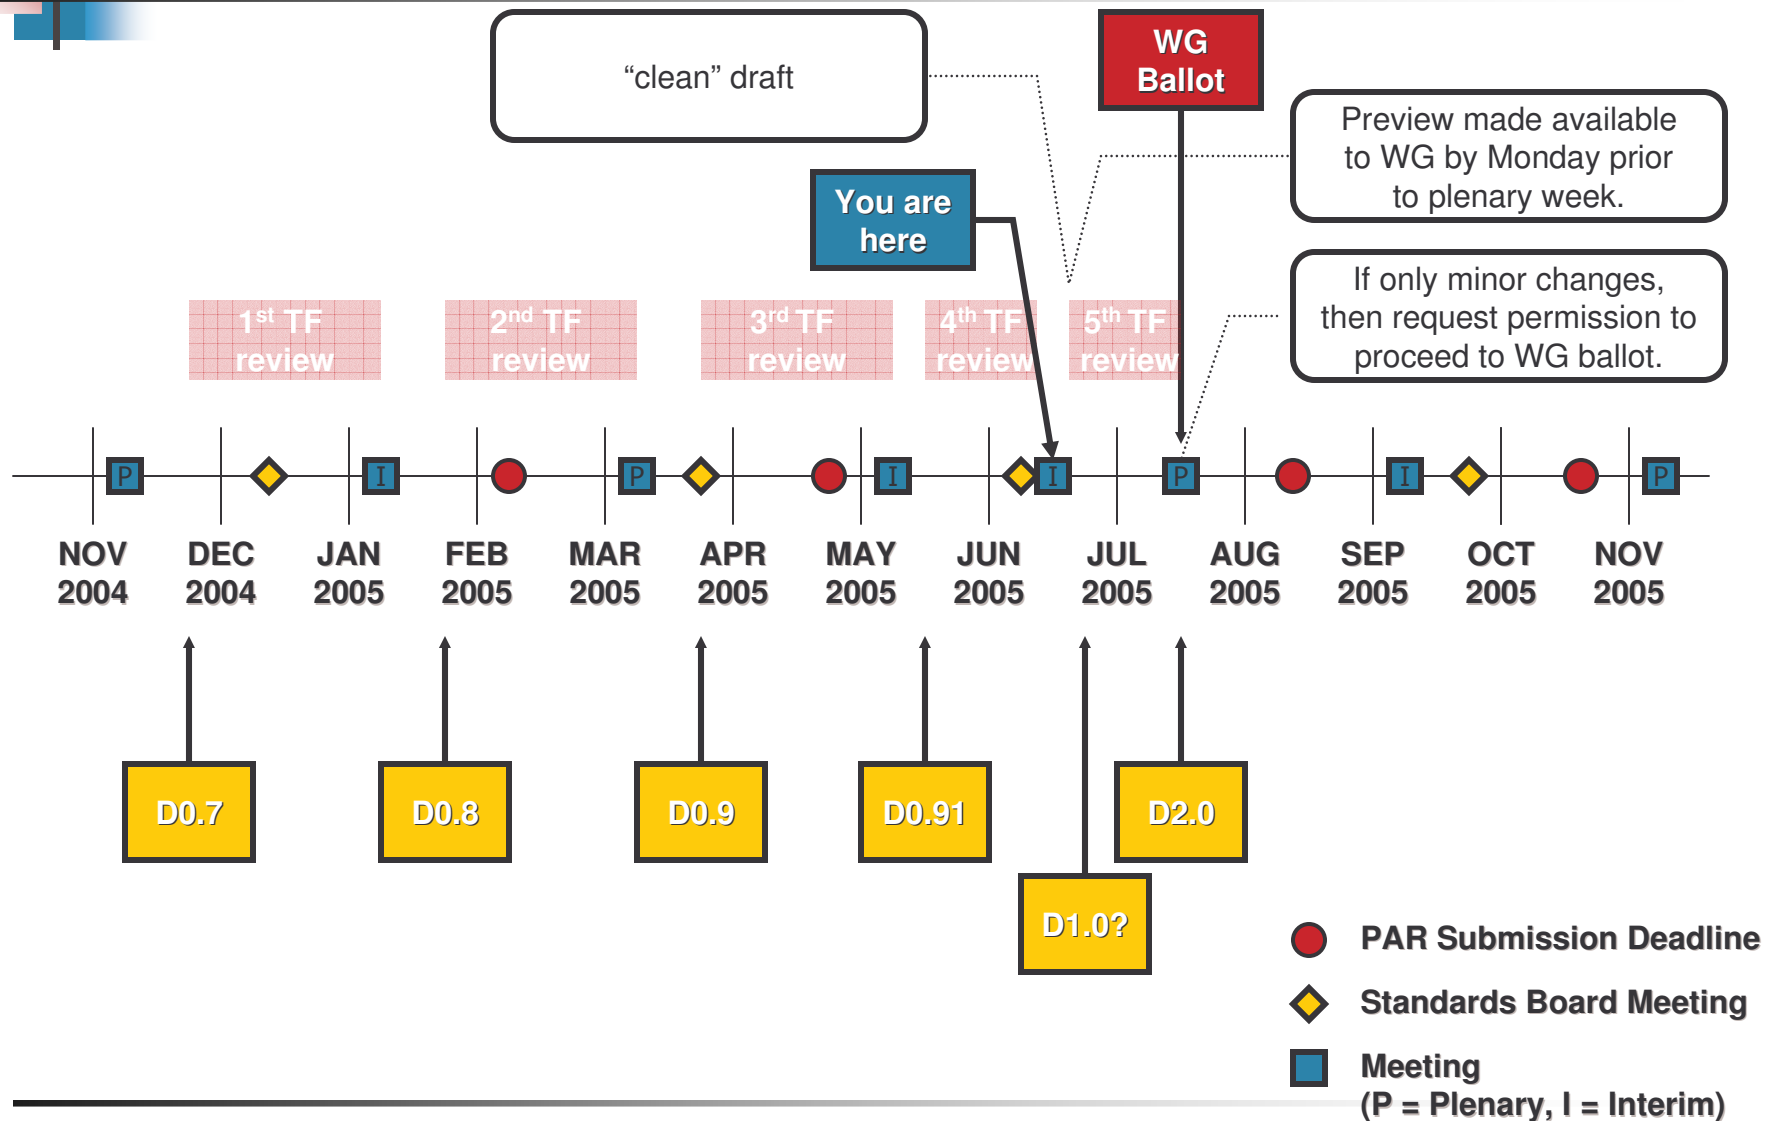 “clean” draft
WG
Ballot
Preview made available
to WG by Monday prior
to plenary week.
You are
here
If only minor changes,
then request permission to
proceed to WG ballot.
1st TF
review
2nd TF
review
3rd TF
review
4th TF
review
5th TF
review
P
I
P
I
I
P
I
P
NOV
2004
DEC
2004
JAN
2005
FEB
2005
MAR
2005
APR
2005
MAY
2005
JUN
2005
JUL
2005
AUG
2005
SEP
2005
OCT
2005
NOV
2005
D0.7
D0.8
D0.9
D0.91
D2.0
D1.0?
PAR Submission Deadline
Standards Board Meeting
Meeting
(P = Plenary, I = Interim)